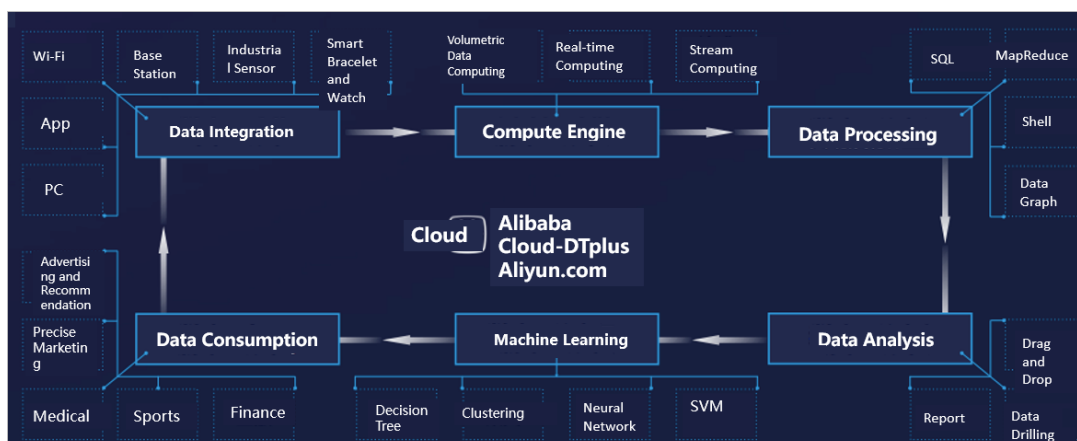 Wi-Fi
Base
Station
Industria
l Sensor
Smart
Bracelet
and
Watch
Volumetric
Data
Computing
Real-time
Computing
Stream
Computing
SQL
MapReduce
App
Data Integration
Compute Engine
Data Processing
Shell
PC
Data
Graph
Cloud
Alibaba
Cloud-DTplus
Aliyun.com
Advertisi
ng and
Recomm
endation
Precise
Marketin
g
Data Consumption
Machine Learning
Data Analysis
Drag
and
Drop
Medical
Sports
Finance
Decision
Tree
Clustering
Neural
Network
SVM
Report
Data
Drilling